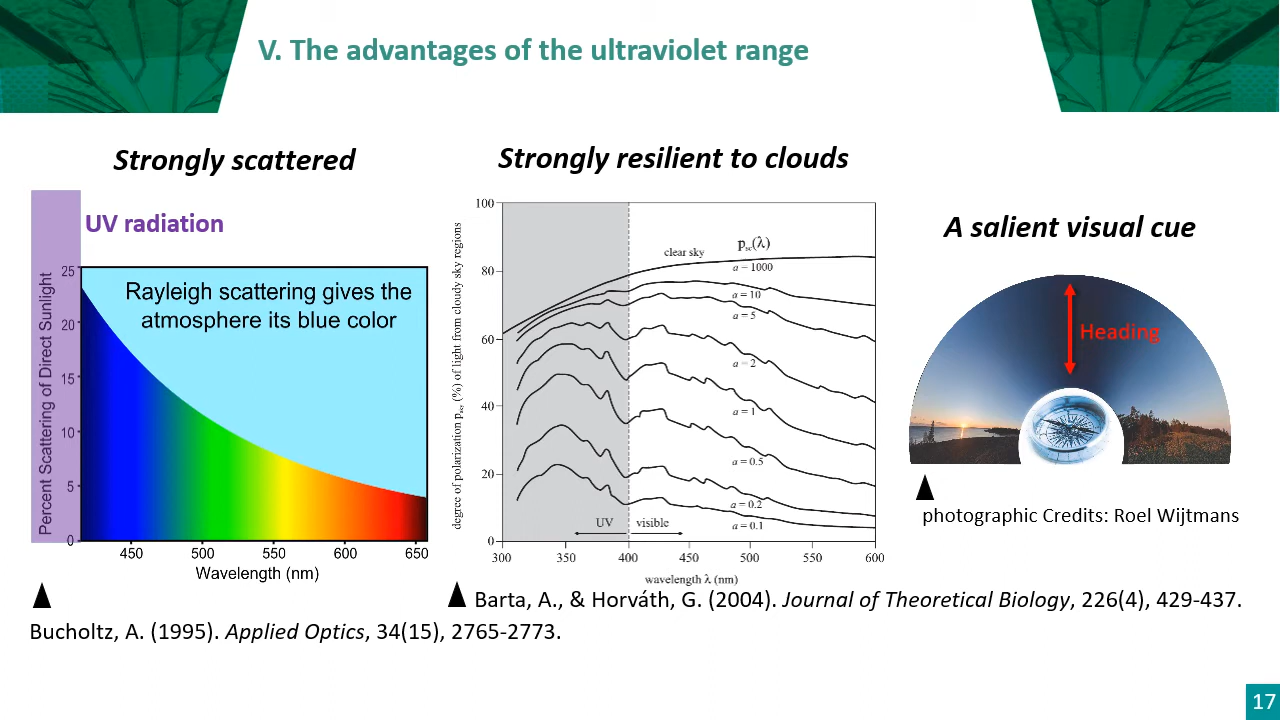 V. The advantages of the ultraviolet range
Strongly scattered
UV radiation
Percent Scattering of Direct Sunlight
25
20
15
10
5
0
Rayleigh scattering gives the
atmosphere its blue color
450 500 550 600 650
Wavelength (nm)
Bucholtz, A. (1995). Applied Optics, 34(15), 2765-2773.
Strongly resilient to clouds
degree of polarization psc (%) of light from cloudy sky regions
100
80
60
40
20
0
clear sky
psc(λ)
a = 1000
a = 10
a = 5
a = 2
a = 1
a = 0.5
a = 0.2
a = 0.1
UV visible
300 350 400 450 500 550 600
wavelength λ (nm)
Barta, A., & Horváth, G. (2004). Journal of Theoretical Biology, 226(4), 429-437.
A salient visual cue
Heading
photographic Credits: Roel Wijtmans
17